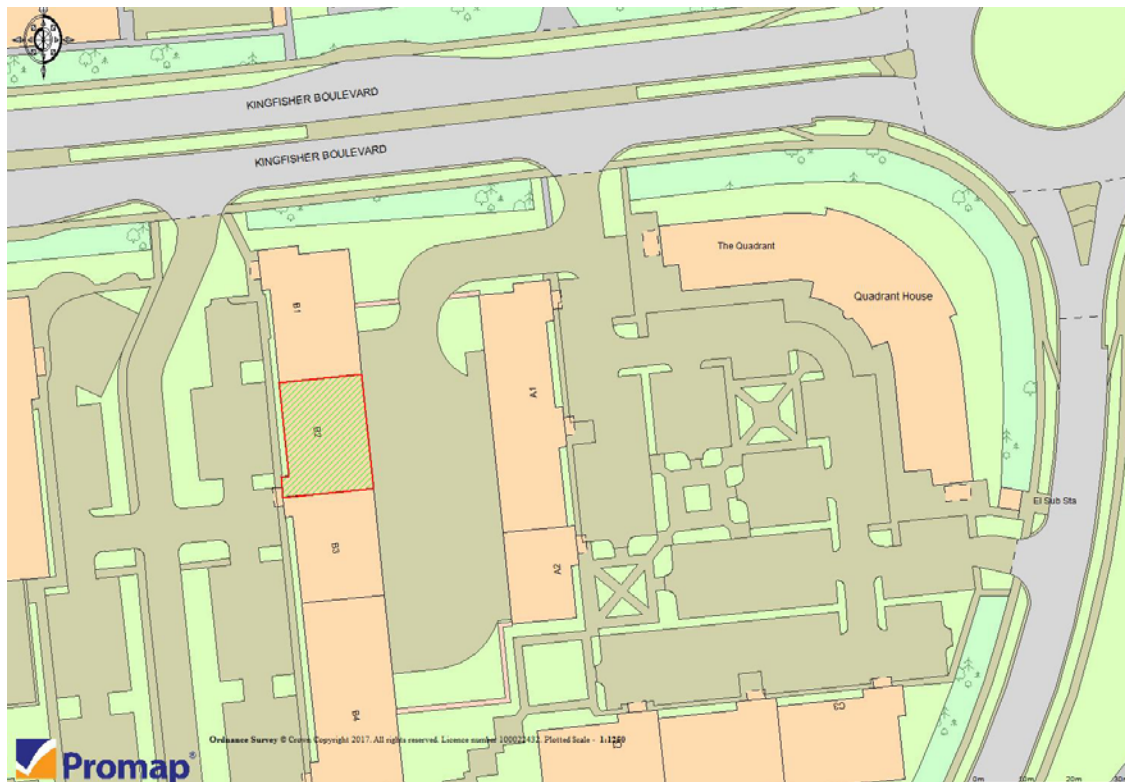 KINGFISHER BOULEVARD
KINGFISHER BOULEVARD
The Quadrant
Quadrant House
B1
A1
B2
El Sub Sta
B3
A2
B4
C3
Ordnance Survey © Crown Copyright 2017. All rights reserved. Licence number 100022432. Plotted Scale - 1:1250
Promap®
0m 10m 20m 30m